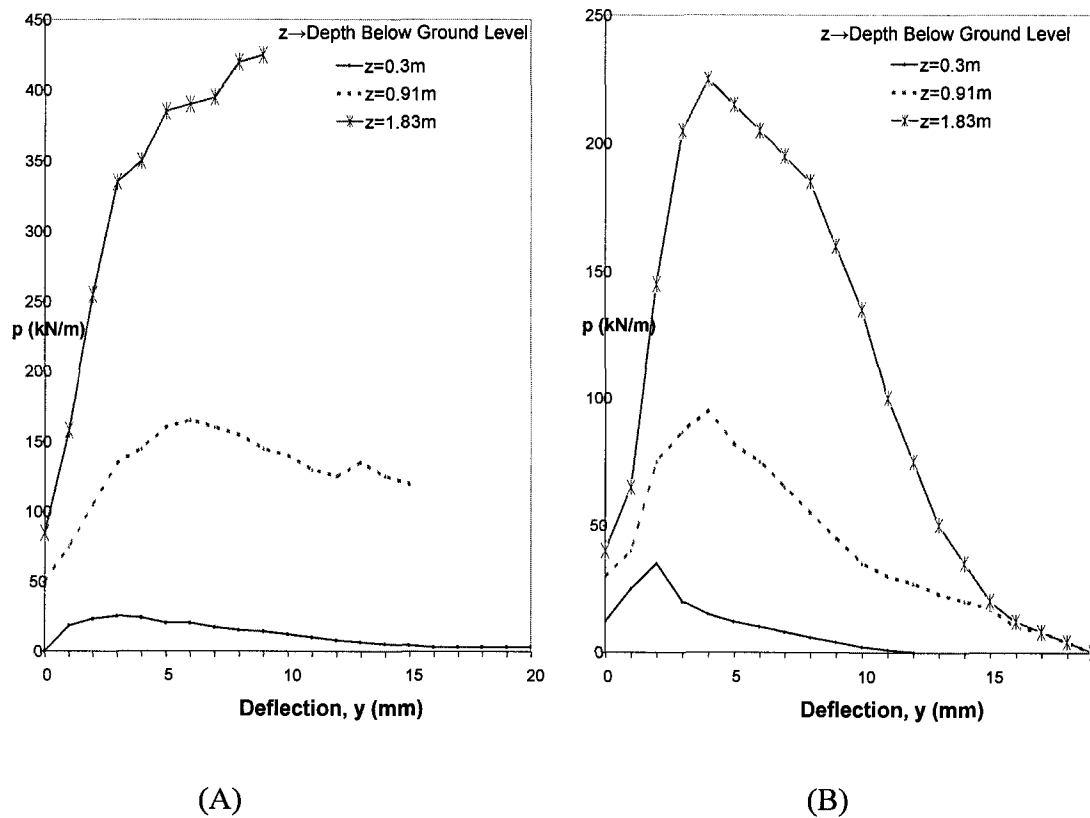 450
400
350
300
250
200
150
100
50
0
p (kN/m)
z→Depth Below Ground Level
z=0.3m
z=0.91m
z=1.83m
0
5
10
15
20
Deflection, y (mm)
(A)
250
200
150
100
50
0
p (kN/m)
z→Depth Below Ground Level
z=0.3m
z=0.91m
z=1.83m
0
5
10
15
Deflection, y (mm)
(B)